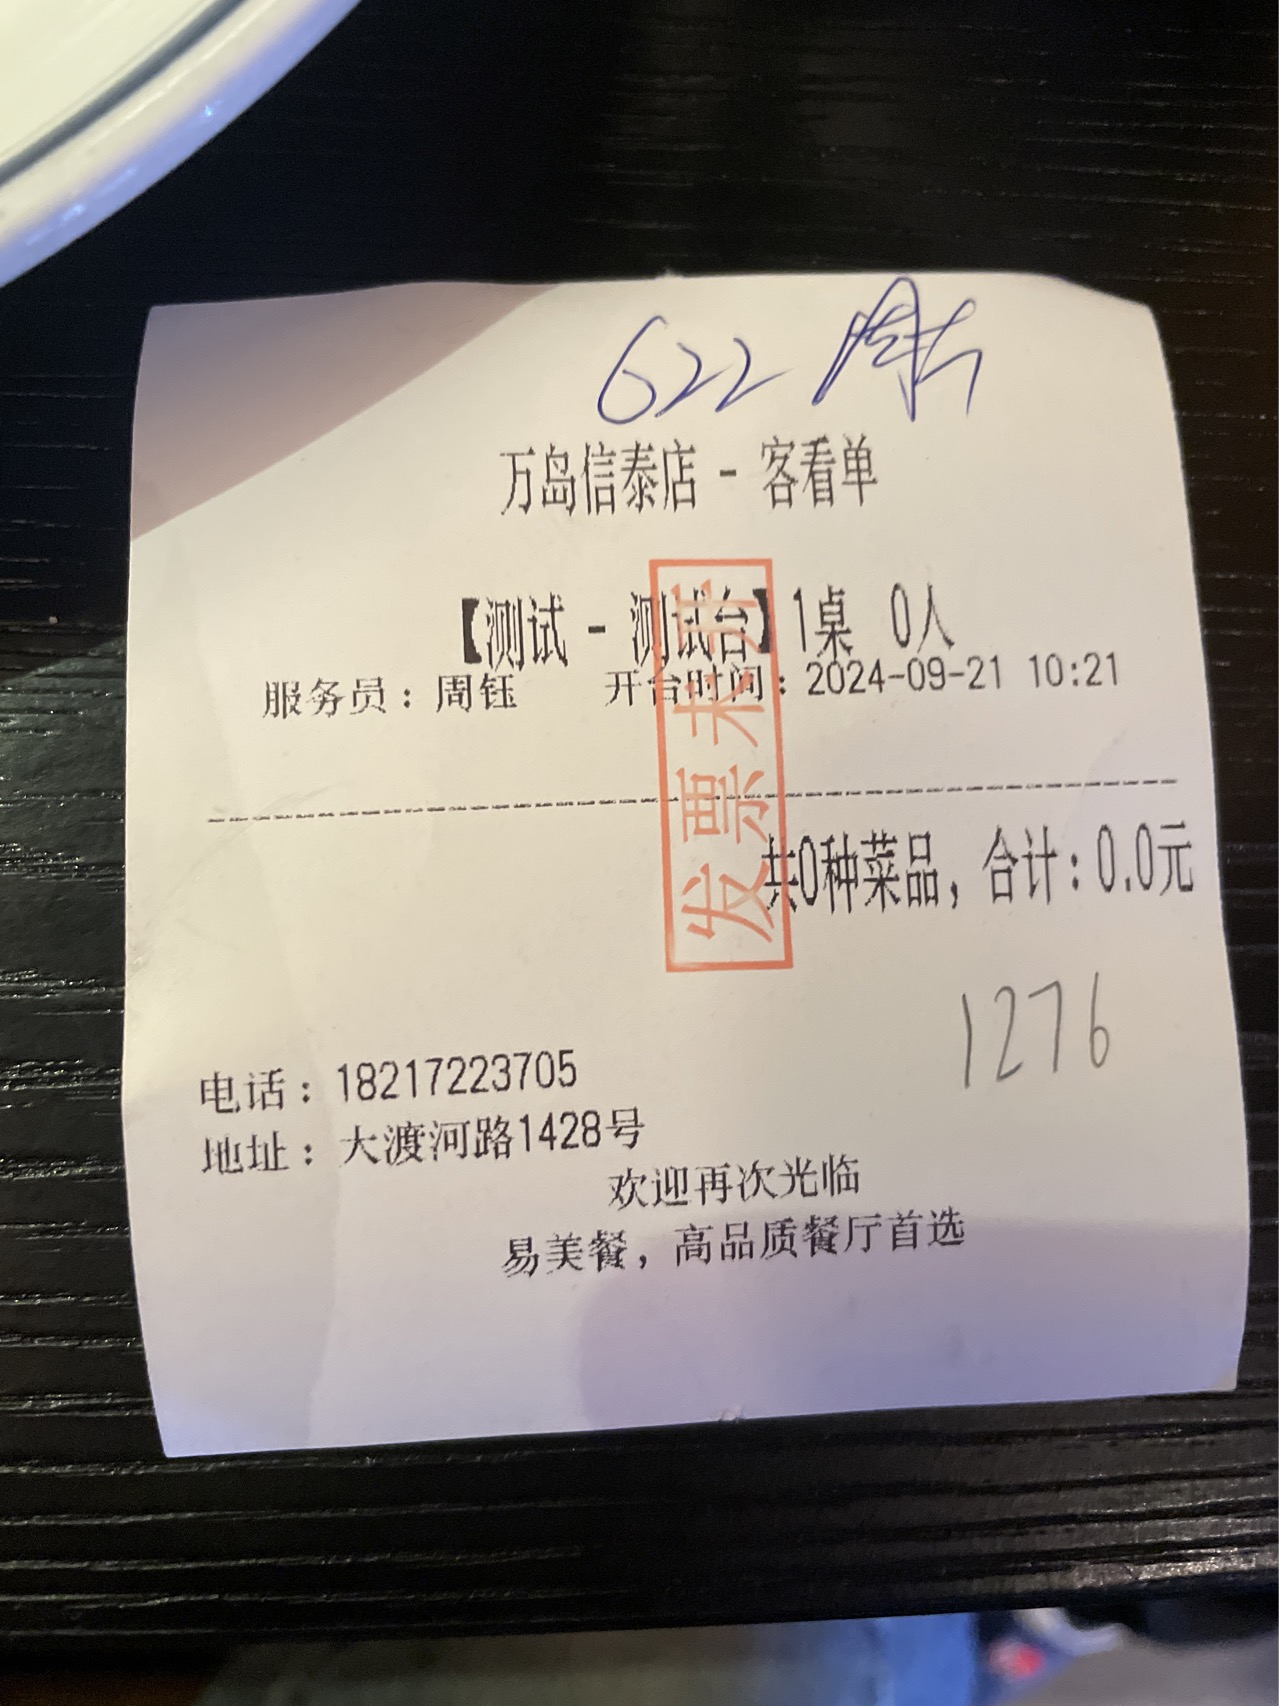 622
万岛信泰店 - 客看单
【测试 - 测试台】1桌 0人
服务员：周钰 开台时间：2024-09-21 10:21
发票未开
共0种菜品，合计：0.0元
1276
电话：18217223705
地址：大渡河路1428号
欢迎再次光临
易美餐，高品质餐厅首选